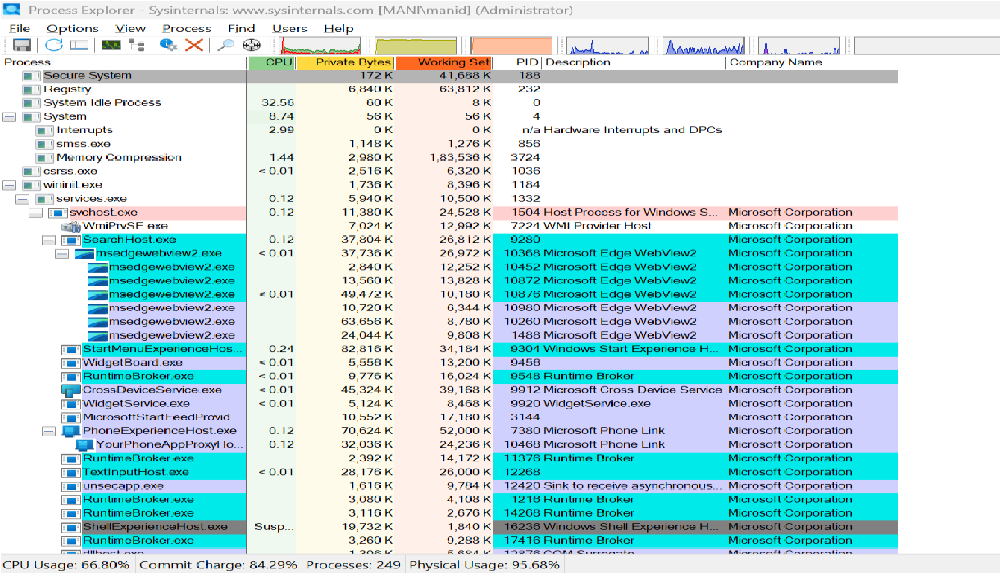 Process Explorer - Sysinternals: www.sysinternals.com [MANI\manid] (Administrator)
File Options View Process Find Users Help
Process CPU Private Bytes Working Set PID Description Company Name
Secure System 172 K 41,688 K 188
Registry 6,840 K 63,812 K 232
System Idle Process 32.56 60 K 8 K 0
System 8.74 56 K 56 K 4
Interrupts 2.99 0 K 0 K n/a Hardware Interrupts and DPCs
smss.exe 1,148 K 1,276 K 856
Memory Compression 1.44 2,980 K 1,83,536 K 3724
csrss.exe < 0.01 2,516 K 6,320 K 1036
wininit.exe 1,736 K 8,396 K 1184
services.exe 0.12 5,940 K 10,500 K 1332
svchost.exe 0.12 11,380 K 24,528 K 1504 Host Process for Windows S... Microsoft Corporation
WmiPrvSE.exe 7,024 K 12,992 K 7224 WMI Provider Host Microsoft Corporation
SearchHost.exe 0.12 37,804 K 26,812 K 9280 Microsoft Corporation
msedgewebview2.exe < 0.01 37,736 K 26,972 K 10368 Microsoft Edge WebView2 Microsoft Corporation
msedgewebview2.exe 2,840 K 12,252 K 10452 Microsoft Edge WebView2 Microsoft Corporation
msedgewebview2.exe 13,560 K 13,828 K 10872 Microsoft Edge WebView2 Microsoft Corporation
msedgewebview2.exe < 0.01 49,472 K 10,180 K 10876 Microsoft Edge WebView2 Microsoft Corporation
msedgewebview2.exe 10,720 K 6,344 K 10980 Microsoft Edge WebView2 Microsoft Corporation
msedgewebview2.exe 63,656 K 8,780 K 10260 Microsoft Edge WebView2 Microsoft Corporation
msedgewebview2.exe 24,044 K 9,808 K 1488 Microsoft Edge WebView2 Microsoft Corporation
StartMenuExperienceHos... 0.24 82,816 K 34,184 K 9304 Windows Start Experience H... Microsoft Corporation
WidgetBoard.exe < 0.01 5,556 K 13,200 K 9456 Microsoft Corporation
RuntimeBroker.exe < 0.01 9,776 K 16,024 K 9548 Runtime Broker Microsoft Corporation
CrossDeviceService.exe < 0.01 45,324 K 39,168 K 9912 Microsoft Cross Device Service Microsoft Corporation
WidgetService.exe < 0.01 5,124 K 8,468 K 9920 WidgetService.exe Microsoft Corporation
MicrosoftStartFeedProvid... 10,552 K 17,180 K 3144 Microsoft Corporation
PhoneExperienceHost.exe 0.12 70,624 K 52,000 K 7380 Microsoft Phone Link Microsoft Corporation
YourPhoneAppProxyHo... 0.12 32,036 K 24,236 K 10468 Microsoft Phone Link Microsoft Corporation
RuntimeBroker.exe 2,392 K 14,172 K 11376 Runtime Broker Microsoft Corporation
TextInputHost.exe < 0.01 28,176 K 26,000 K 12268 Microsoft Corporation
unsecapp.exe 1,616 K 9,784 K 12420 Sink to receive asynchronous... Microsoft Corporation
RuntimeBroker.exe 3,080 K 4,108 K 1216 Runtime Broker Microsoft Corporation
RuntimeBroker.exe 3,116 K 2,676 K 14268 Runtime Broker Microsoft Corporation
ShellExperienceHost.exe Susp... 19,732 K 1,840 K 16236 Windows Shell Experience H... Microsoft Corporation
RuntimeBroker.exe 3,260 K 9,288 K 17416 Runtime Broker Microsoft Corporation
CPU Usage: 66.80% Commit Charge: 84.29% Processes: 249 Physical Usage: 95.68%